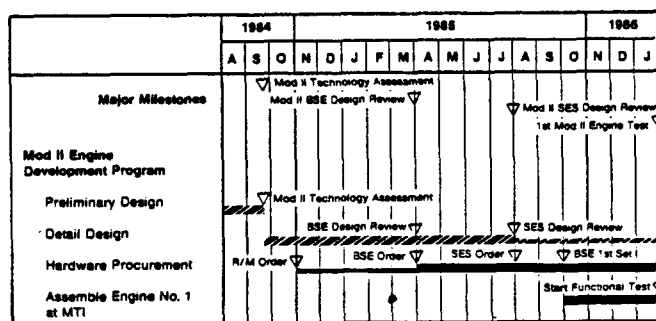 1984 1985 1986
A S O N D J F M A M J J A S O N D J
Major Milestones
Mod II Technology Assessment
Mod II BSE Design Review
Mod II SES Design Review
1st Mod II Engine Test
Mod II Engine
Development Program
Preliminary Design
Mod II Technology Assessment
Detail Design
BSE Design Review
SES Design Review
Hardware Procurement
R/M Order
BSE Order
SES Order
BSE 1st Set
Assemble Engine No. 1
at MTI
Start Functional Test